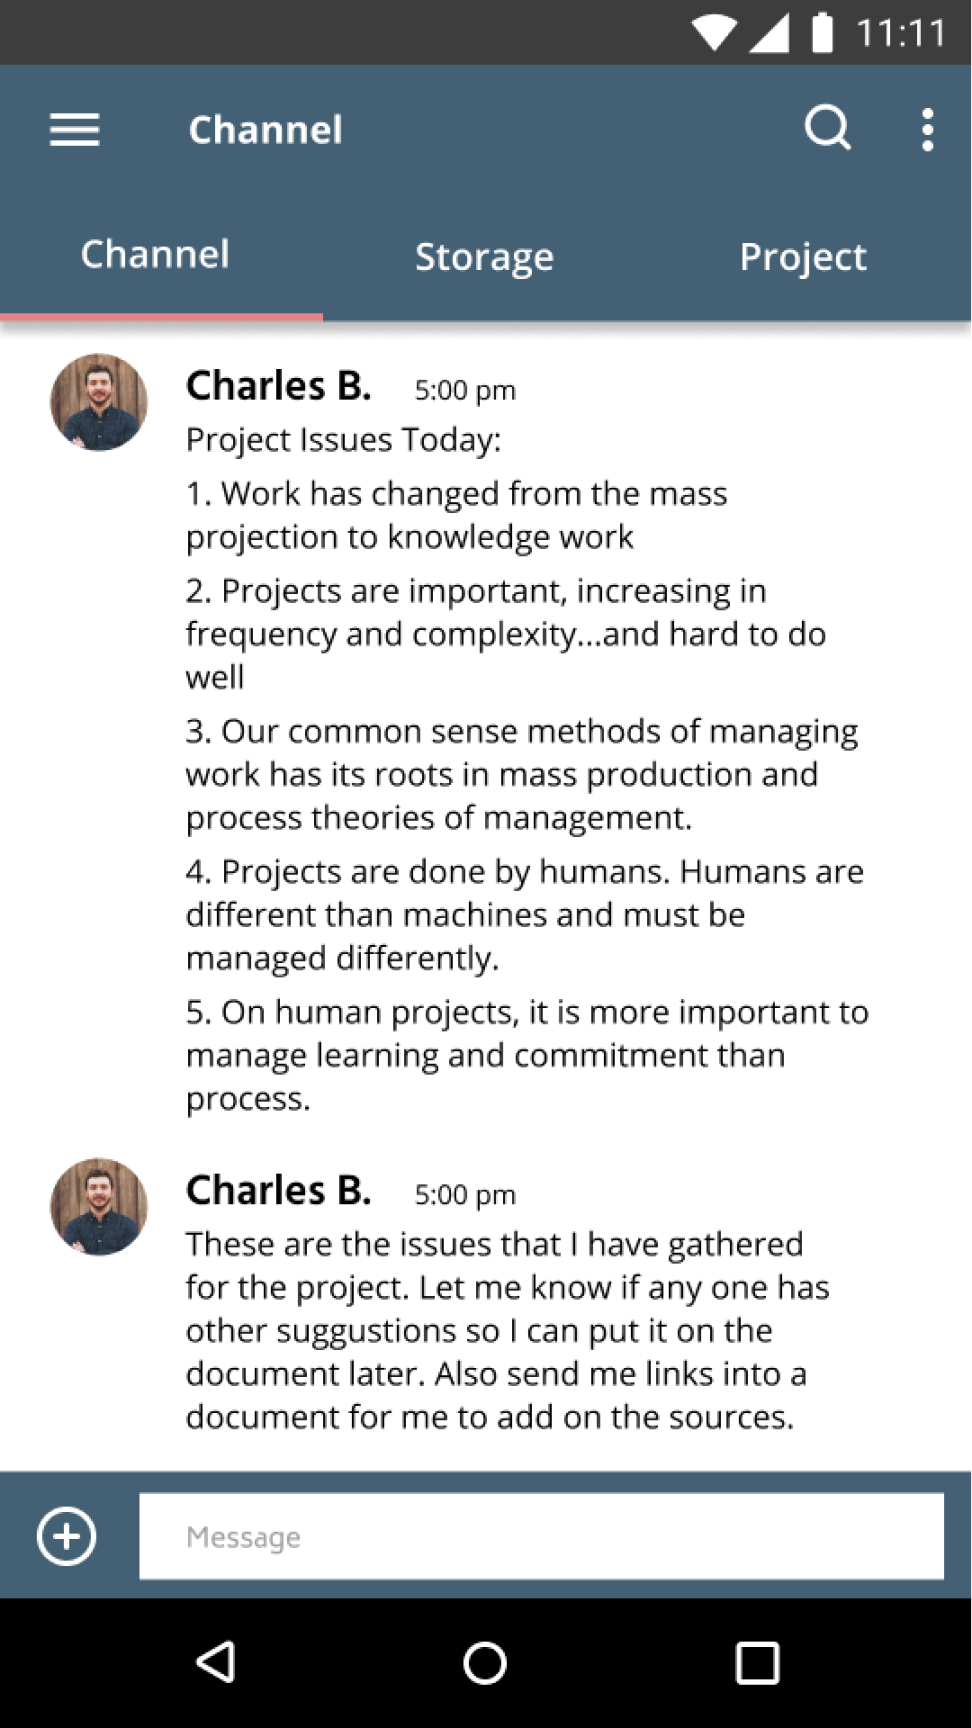 11:11
Channel
Channel Storage Project
Charles B. 5:00 pm
Project Issues Today:
1. Work has changed from the mass
projection to knowledge work
2. Projects are important, increasing in
frequency and complexity...and hard to do
well
3. Our common sense methods of managing
work has its roots in mass production and
process theories of management.
4. Projects are done by humans. Humans are
different than machines and must be
managed differently.
5. On human projects, it is more important to
manage learning and commitment than
process.
Charles B. 5:00 pm
These are the issues that I have gathered
for the project. Let me know if any one has
other suggustions so I can put it on the
document later. Also send me links into a
document for me to add on the sources.
Message